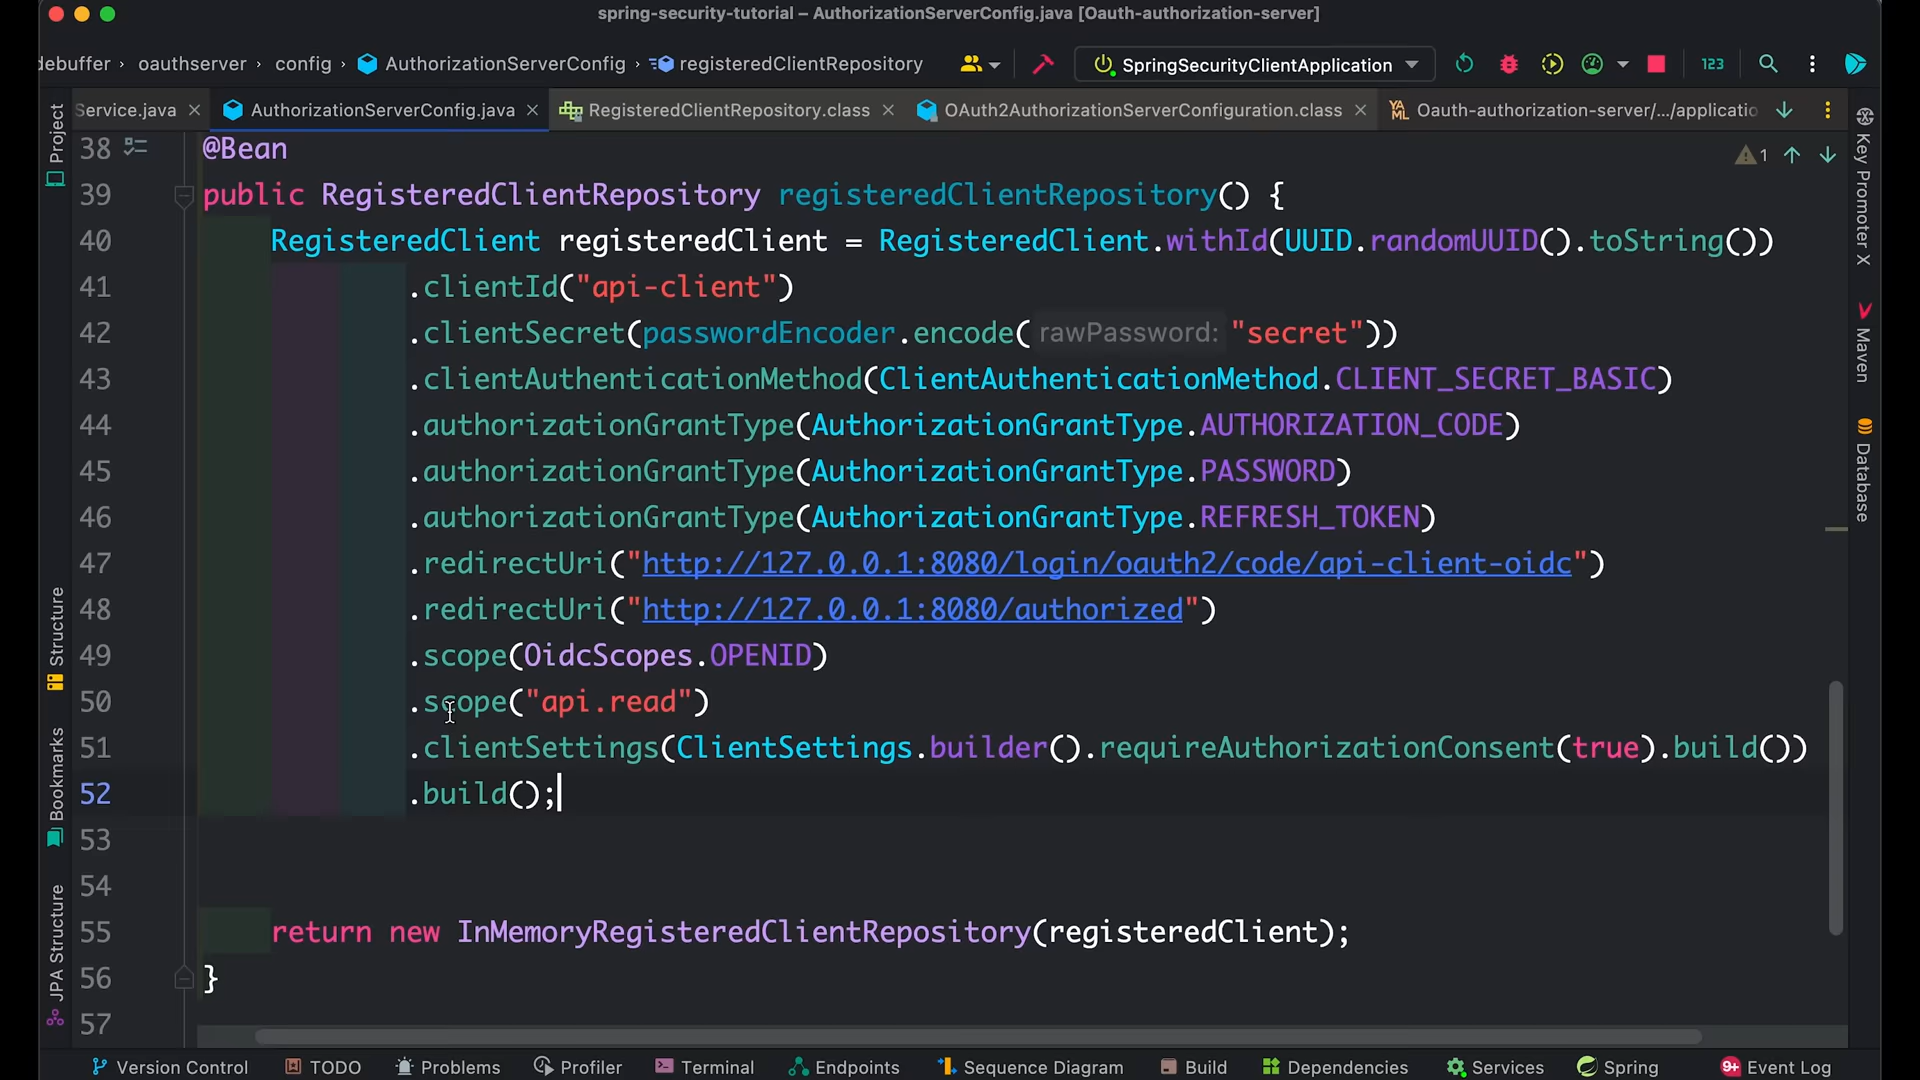 spring-security-tutorial – AuthorizationServerConfig.java [Oauth-authorization-server]
debuffer › oauthserver › config › AuthorizationServerConfig › registeredClientRepository
SpringSecurityClientApplication
123
Service.java
AuthorizationServerConfig.java
RegisteredClientRepository.class
OAuth2AuthorizationServerConfiguration.class
Oauth-authorization-server/.../applicatio
Project
Structure
Bookmarks
JPA Structure
38 @Bean
39 public RegisteredClientRepository registeredClientRepository() {
40 RegisteredClient registeredClient = RegisteredClient.withId(UUID.randomUUID().toString())
41 .clientId("api-client")
42 .clientSecret(passwordEncoder.encode( rawPassword: "secret"))
43 .clientAuthenticationMethod(ClientAuthenticationMethod.CLIENT_SECRET_BASIC)
44 .authorizationGrantType(AuthorizationGrantType.AUTHORIZATION_CODE)
45 .authorizationGrantType(AuthorizationGrantType.PASSWORD)
46 .authorizationGrantType(AuthorizationGrantType.REFRESH_TOKEN)
47 .redirectUri("http://127.0.0.1:8080/login/oauth2/code/api-client-oidc")
48 .redirectUri("http://127.0.0.1:8080/authorized")
49 .scope(OidcScopes.OPENID)
50 .scope("api.read")
51 .clientSettings(ClientSettings.builder().requireAuthorizationConsent(true).build())
52 .build();
53
54
55 return new InMemoryRegisteredClientRepository(registeredClient);
56 }
57
1
Key Promoter X
Maven
Database
YAML
Version Control
TODO
Problems
Profiler
Terminal
Endpoints
Sequence Diagram
Build
Dependencies
Services
Spring
9+ Event Log